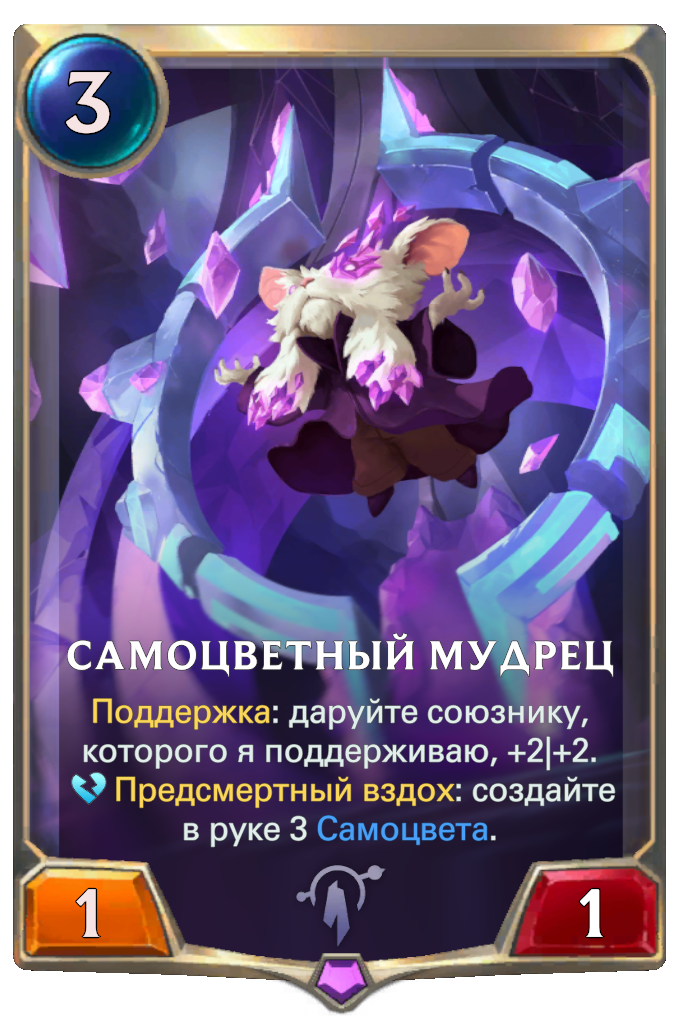 3
САМОЦВЕТНЫЙ МУДРЕЦ
Поддержка: даруйте союзнику,
которого я поддерживаю, +2|+2.
Предсмертный вздох: создайте
в руке 3 Самоцвета.
1
1